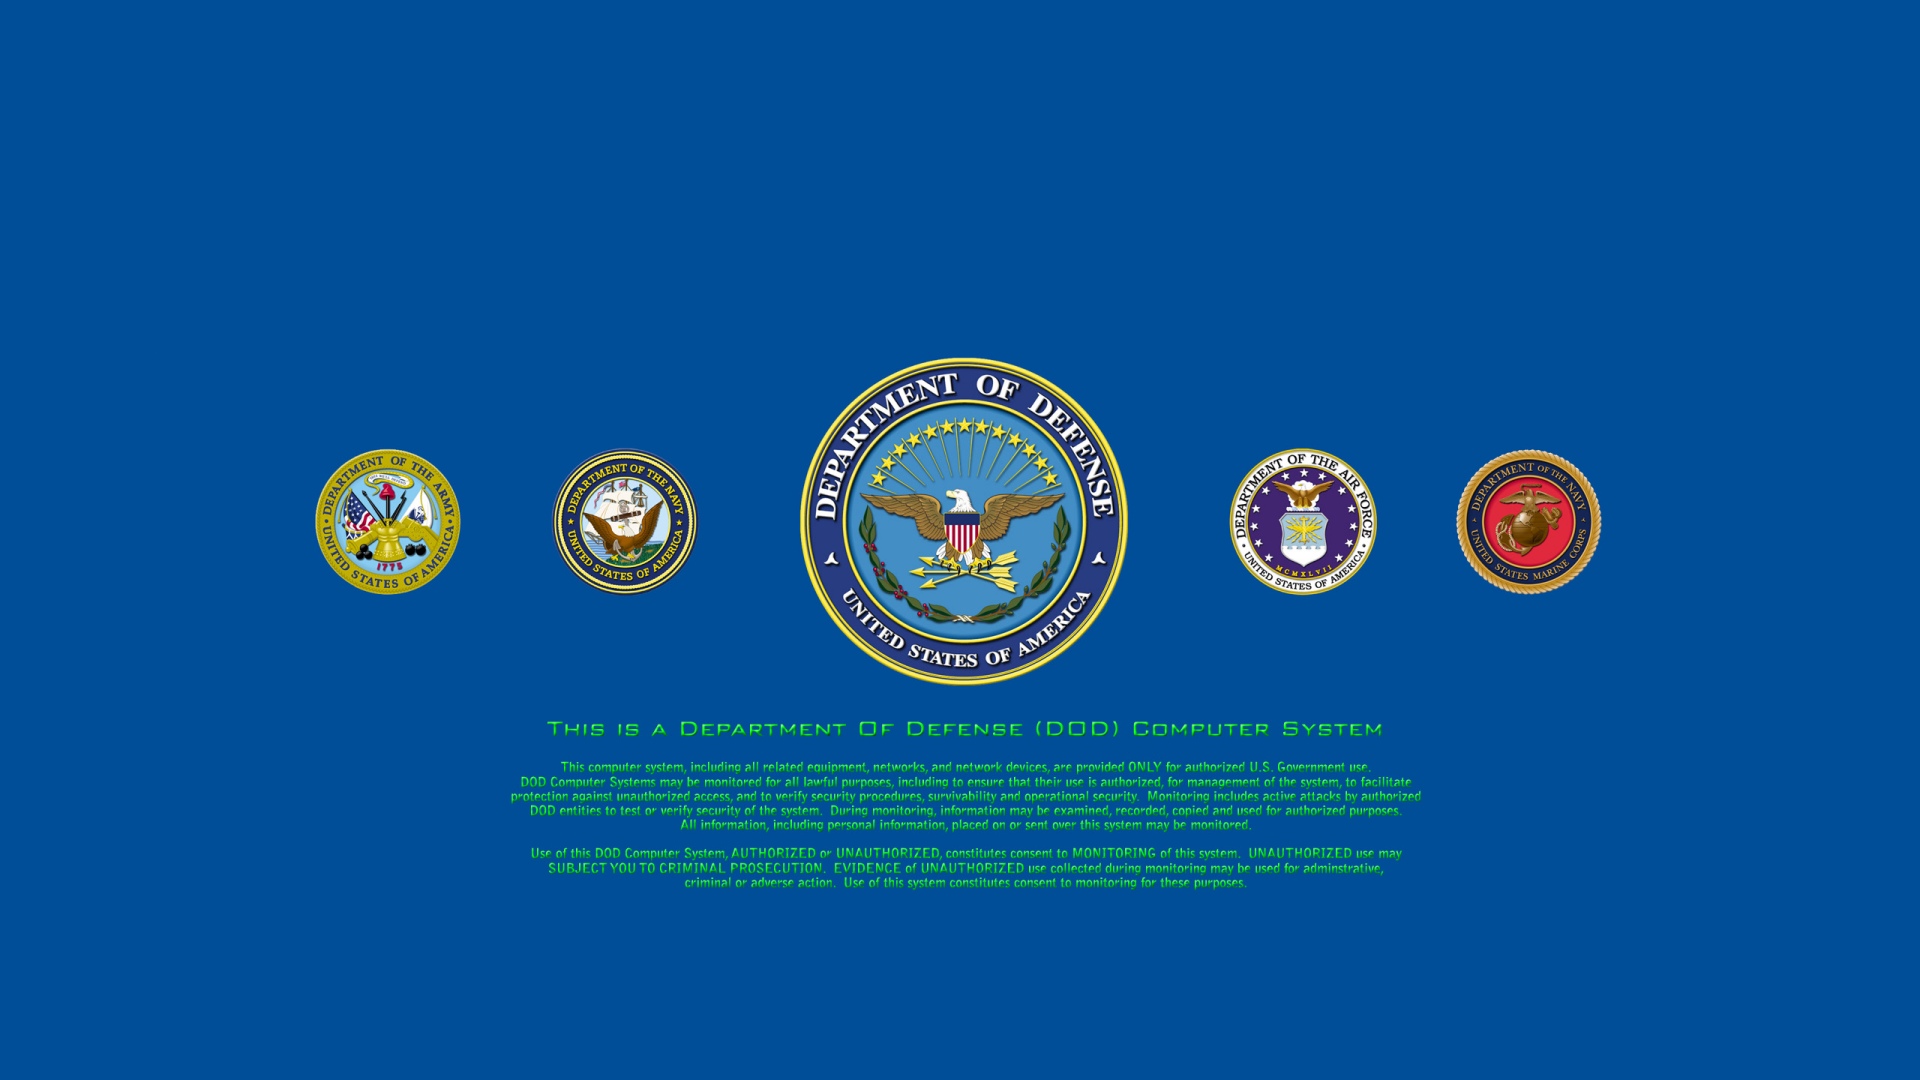 DEPARTMENT OF THE ARMY
1775
UNITED STATES OF AMERICA
DEPARTMENT OF THE NAVY
UNITED STATES OF AMERICA
DEPARTMENT OF DEFENSE
UNITED STATES OF AMERICA
DEPARTMENT OF THE AIR FORCE
MCMXLVII
UNITED STATES OF AMERICA
DEPARTMENT OF THE NAVY
UNITED STATES MARINE CORPS
THIS IS A DEPARTMENT OF DEFENSE (DOD) COMPUTER SYSTEM
This computer system, including all related equipment, networks, and network devices, are provided ONLY for authorized U.S. Government use.
DOD Computer Systems may be monitored for all lawful purposes, including to ensure that their use is authorized, for management of the system, to facilitate
protection against unauthorized access, and to verify security procedures, survivability and operational security. Monitoring includes active attacks by authorized
DOD entities to test or verify security of the system. During monitoring, information may be examined, recorded, copied and used for authorized purposes.
All information, including personal information, placed on or sent over this system may be monitored.
Use of this DOD Computer System, AUTHORIZED or UNAUTHORIZED, constitutes consent to MONITORING of this system. UNAUTHORIZED use may
SUBJECT YOU TO CRIMINAL PROSECUTION. EVIDENCE of UNAUTHORIZED use collected during monitoring may be used for adminstrative,
criminal or adverse action. Use of this system constitutes consent to monitoring for these purposes.